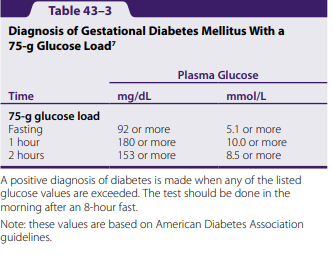 Table 43–3
Diagnosis of Gestational Diabetes Mellitus With a
75-g Glucose Load7
Plasma Glucose
Time mg/dL mmol/L
75-g glucose load
Fasting 92 or more 5.1 or more
1 hour 180 or more 10.0 or more
2 hours 153 or more 8.5 or more
A positive diagnosis of diabetes is made when any of the listed
glucose values are exceeded. The test should be done in the
morning after an 8-hour fast.
Note: these values are based on American Diabetes Association
guidelines.